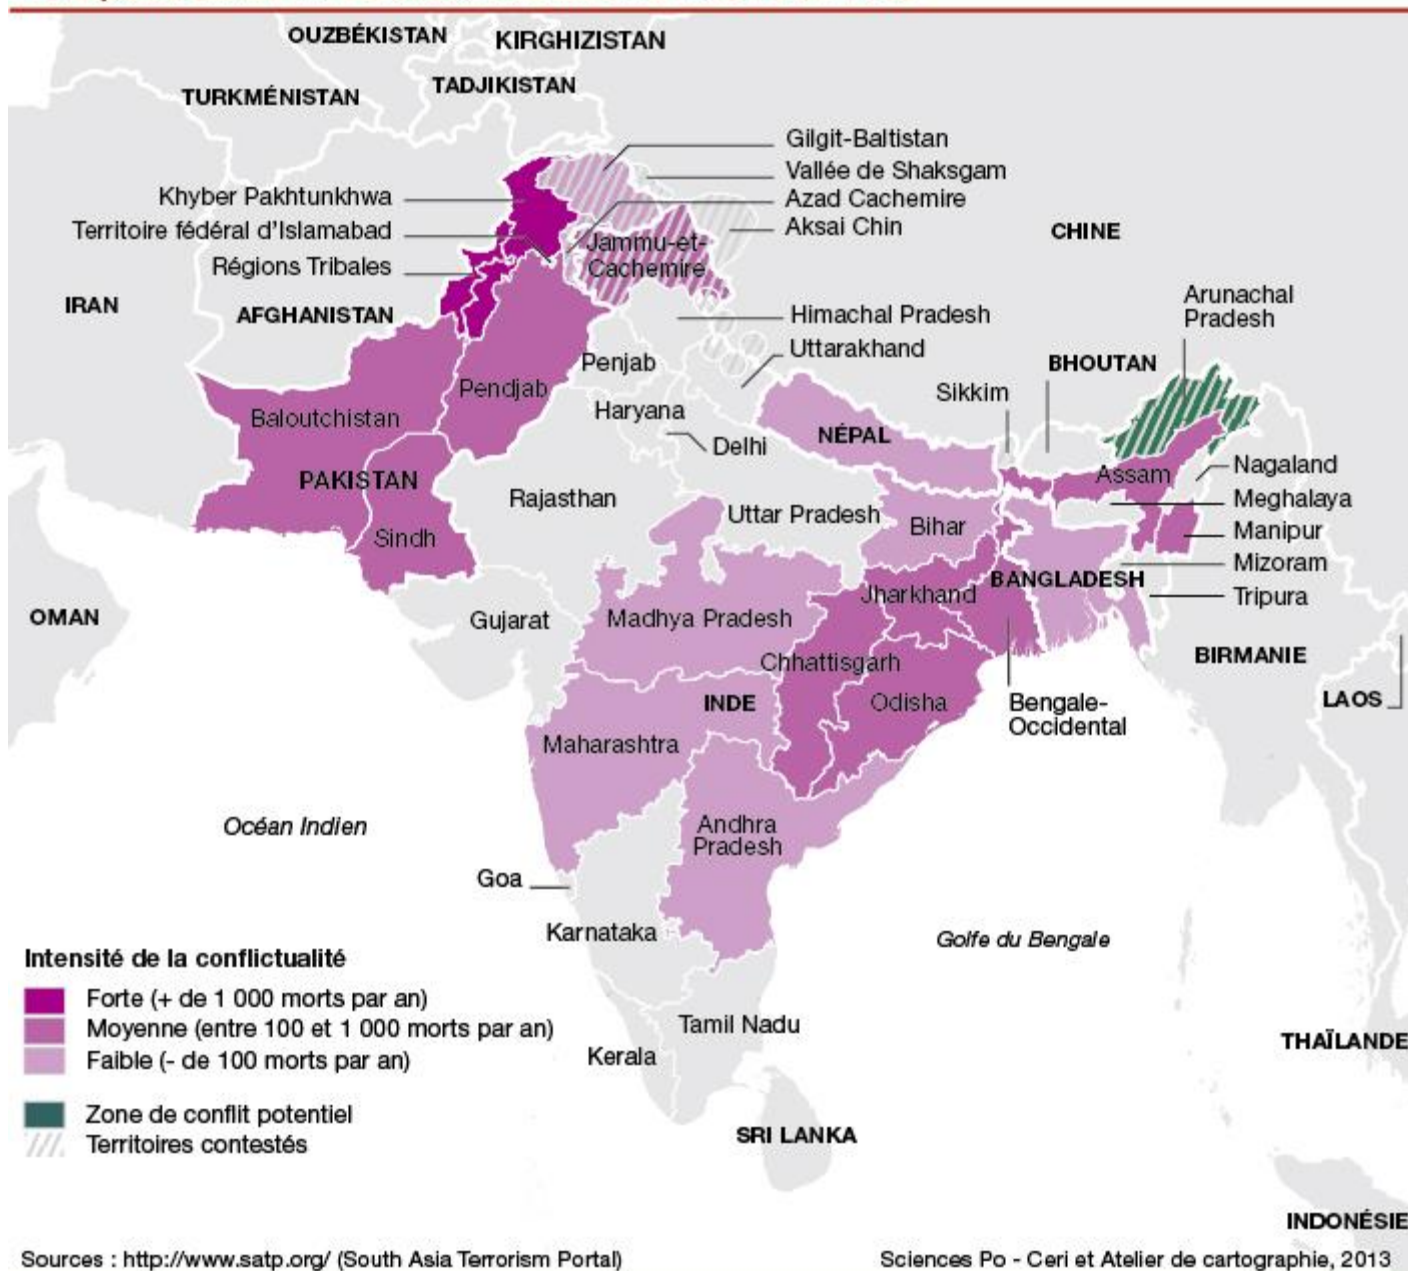 OUZBÉKISTAN
KIRGHIZISTAN
TADJIKISTAN
TURKMÉNISTAN
Gilgit-Baltistan
Vallée de Shaksgam
Azad Cachemire
Aksai Chin
Khyber Pakhtunkhwa
Territoire fédéral d'Islamabad
Régions Tribales
Jammu-et-
Cachemire
CHINE
IRAN
AFGHANISTAN
Himachal Pradesh
Uttarakhand
Arunachal
Pradesh
BHOUTAN
Sikkim
Penjab
Pendjab
Baloutchistan
Haryana
Delhi
NÉPAL
PAKISTAN
Rajasthan
Uttar Pradesh
Bihar
Assam
Nagaland
Meghalaya
Manipur
Mizoram
Tripura
Sindh
BANGLADESH
Jharkhand
OMAN
Gujarat
Madhya Pradesh
Chhattisgarh
BIRMANIE
LAOS
INDE
Odisha
Bengale-
Occidental
Maharashtra
Océan Indien
Andhra
Pradesh
Goa
Karnataka
Golfe du Bengale
Tamil Nadu
Kerala
THAÏLANDE
SRI LANKA
INDONÉSIE
Intensité de la conflictualité
Forte (+ de 1 000 morts par an)
Moyenne (entre 100 et 1 000 morts par an)
Faible (- de 100 morts par an)
Zone de conflit potentiel
Territoires contestés
Sources : http://www.satp.org/ (South Asia Terrorism Portal)
Sciences Po - Ceri et Atelier de cartographie, 2013